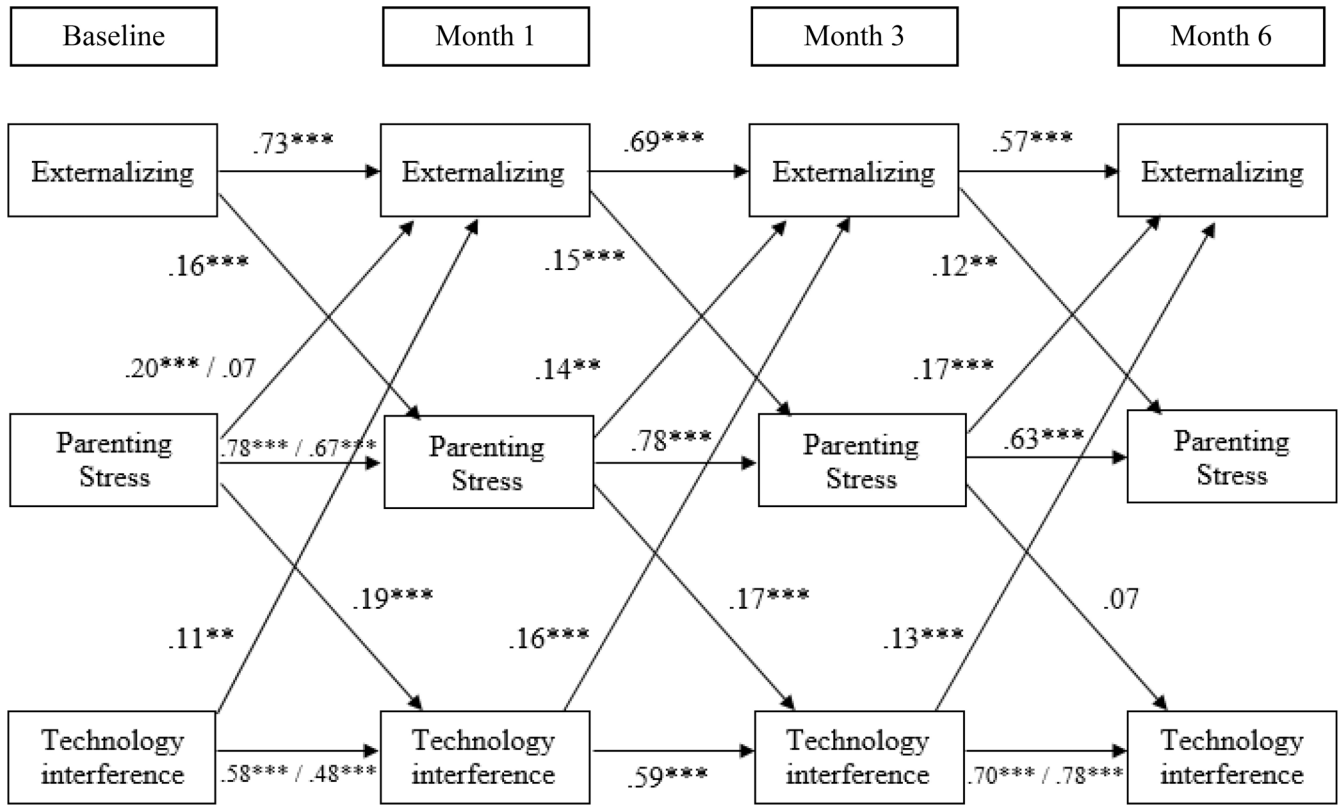 Baseline
Month 1
Month 3
Month 6
.73***
.69***
.57***
Externalizing
Externalizing
Externalizing
Externalizing
.16***
.15***
.12**
.20*** / .07
.14**
.17***
Parenting
Stress
.78*** / .67***
Parenting
Stress
.78***
Parenting
Stress
.63***
Parenting
Stress
.19***
.17***
.07
.11**
.16***
.13***
Technology
interference
.58*** / .48***
Technology
interference
.59***
Technology
interference
.70*** / .78***
Technology
interference